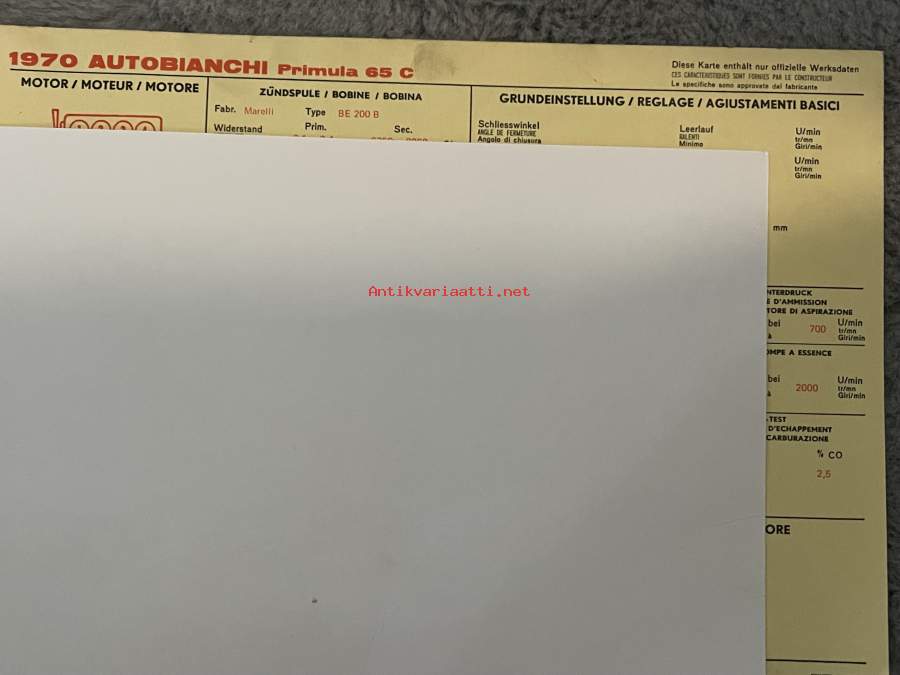 1970 AUTOBIANCHI Primula 65 C
Diese Karte enthält nur offizielle Werksdaten
CES CARACTERISTIQUES SONT FORNIES PAR LE CONSTRUCTEUR
Le specifiche sono approvate dal fabbricante
MOTOR / MOTEUR / MOTORE
ZÜNDSPULE / BOBINE / BOBINA
Fabr. Marelli Type BE 200 B
Widerstand Prim. Sec.
GRUNDEINSTELLUNG / REGLAGE / AGIUSTAMENTI BASICI
Schliesswinkel
ANGLE DE FERMETURE
Angolo di chiusura
Leerlauf
RALENTI
Minimo
U/min
tr/mn
Giri/min
U/min
tr/mn
Giri/min
mm
NTERDRUCK
E D'AMMISSION
TORE DI ASPIRAZIONE
bei 700 U/min
tr/mn
Giri/min
OMPE A ESSENCE
bei 2000 U/min
tr/mn
Giri/min
-TEST
D'ECHAPPEMENT
CARBURAZIONE
% CO
2,5
ORE
Antikvariaatti.net